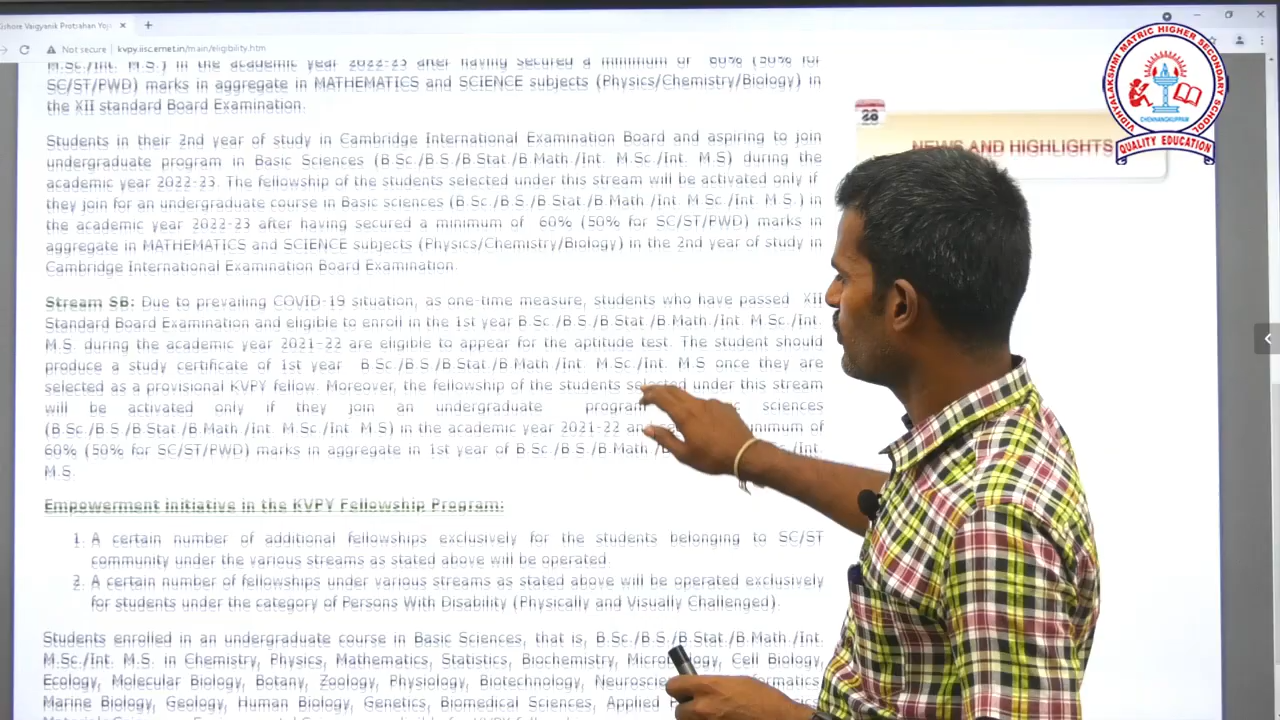 Kishore Vaigyanik Protsahan Yoj
Not secure | kvpy.iisc.ernet.in/main/eligibility.htm
M.Sc./Int. M.S.) in the academic year 2022-23 after having secured a minimum of 60% (50% for
SC/ST/PWD) marks in aggregate in MATHEMATICS and SCIENCE subjects (Physics/Chemistry/Biology) in
the XII standard Board Examination.
Students in their 2nd year of study in Cambridge International Examination Board and aspiring to join
undergraduate program in Basic Sciences (B.Sc./B.S./B.Stat./B.Math./Int. M.Sc./Int. M.S) during the
academic year 2022-23. The fellowship of the students selected under this stream will be activated only if
they join for an undergraduate course in Basic sciences (B.Sc./B.S./B.Stat./B.Math./Int. M.Sc./Int. M.S.) in
the academic year 2022-23 after having secured a minimum of 60% (50% for SC/ST/PWD) marks in
aggregate in MATHEMATICS and SCIENCE subjects (Physics/Chemistry/Biology) in the 2nd year of study in
Cambridge International Examination Board Examination.
Stream SB: Due to prevailing COVID-19 situation, as one-time measure, students who have passed XII
Standard Board Examination and eligible to enroll in the 1st year B.Sc./B.S./B.Stat./B.Math./Int. M.Sc./Int.
M.S. during the academic year 2021-22 are eligible to appear for the aptitude test. The student should
produce a study certificate of 1st year B.Sc./B.S./B.Stat./B.Math./Int. M.Sc./Int. M.S once they are
selected as a provisional KVPY fellow. Moreover, the fellowship of the students selected under this stream
will be activated only if they join an undergraduate program sciences
(B.Sc./B.S./B.Stat./B.Math./Int. M.Sc./Int. M.S) in the academic year 2021-22 minimum of
60% (50% for SC/ST/PWD) marks in aggregate in 1st year of B.Sc./B.S./B.Math./ /Int.
M.S.
Empowerment initiative in the KVPY Fellowship Program:
1. A certain number of additional fellowships exclusively for the students belonging to SC/ST
community under the various streams as stated above will be operated.
2. A certain number of fellowships under various streams as stated above will be operated exclusively
for students under the category of Persons With Disability (Physically and Visually Challenged).
Students enrolled in an undergraduate course in Basic Sciences, that is, B.Sc./B.S./B.Stat./B.Math./Int.
M.Sc./Int. M.S. in Chemistry, Physics, Mathematics, Statistics, Biochemistry, Microbiology, Cell Biology,
Ecology, Molecular Biology, Botany, Zoology, Physiology, Biotechnology,
Marine Biology, Geology, Human Biology, Genetics, Biomedical Sciences, Applied
NEWS AND HIGHLIGHTS
VIDHYALAKSHMI MATRIC HIGHER SECONDARY SCHOOL
CHENNANGKUPPAM
QUALITY EDUCATION